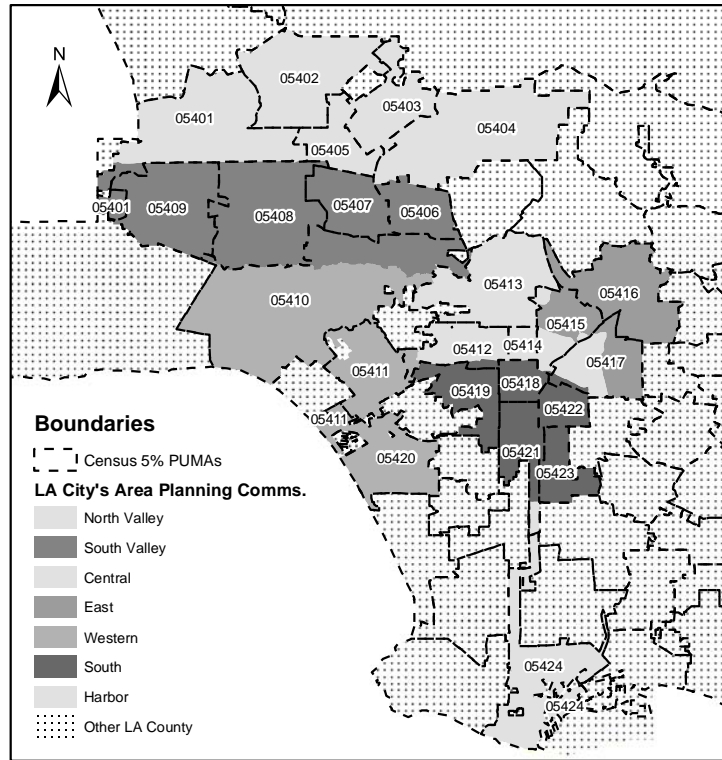 N
05402
05401
05403
05404
05405
05401
05409
05408
05407
05406
05410
05413
05416
05415
05412
05414
05417
05411
05419
05418
05422
05411
05421
05420
05423
05424
05424
Boundaries
Census 5% PUMAs
LA City's Area Planning Comms.
North Valley
South Valley
Central
East
Western
South
Harbor
Other LA County